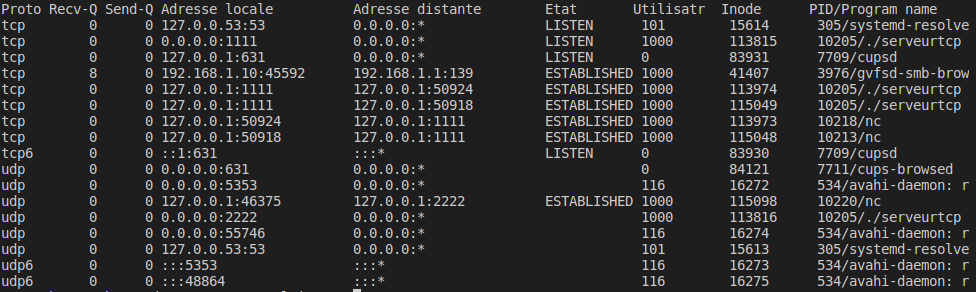 Proto Recv-Q Send-Q Adresse locale Adresse distante Etat Utilisatr Inode PID/Program name
tcp 0 0 127.0.0.53:53 0.0.0.0:* LISTEN 101 15614 305/systemd-resolve
tcp 0 0 0.0.0.0:1111 0.0.0.0:* LISTEN 1000 113815 10205/./serveurtcp
tcp 0 0 127.0.0.1:631 0.0.0.0:* LISTEN 0 83931 7709/cupsd
tcp 8 0 192.168.1.10:45592 192.168.1.1:139 ESTABLISHED 1000 41407 3976/gvfsd-smb-brow
tcp 0 0 127.0.0.1:1111 127.0.0.1:50924 ESTABLISHED 1000 113974 10205/./serveurtcp
tcp 0 0 127.0.0.1:1111 127.0.0.1:50918 ESTABLISHED 1000 115049 10205/./serveurtcp
tcp 0 0 127.0.0.1:50924 127.0.0.1:1111 ESTABLISHED 1000 113973 10218/nc
tcp 0 0 127.0.0.1:50918 127.0.0.1:1111 ESTABLISHED 1000 115048 10213/nc
tcp6 0 0 ::1:631 :::* LISTEN 0 83930 7709/cupsd
udp 0 0 0.0.0.0:631 0.0.0.0:* 0 84121 7711/cups-browsed
udp 0 0 0.0.0.0:5353 0.0.0.0:* 116 16272 534/avahi-daemon: r
udp 0 0 127.0.0.1:46375 127.0.0.1:2222 ESTABLISHED 1000 115098 10220/nc
udp 0 0 0.0.0.0:2222 0.0.0.0:* 1000 113816 10205/./serveurtcp
udp 0 0 0.0.0.0:55746 0.0.0.0:* 116 16274 534/avahi-daemon: r
udp 0 0 127.0.0.53:53 0.0.0.0:* 101 15613 305/systemd-resolve
udp6 0 0 :::5353 :::* 116 16273 534/avahi-daemon: r
udp6 0 0 :::48864 :::* 116 16275 534/avahi-daemon: r